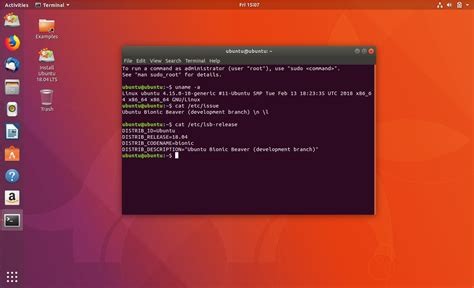 Activities
Terminal
Fri 15:07
Examples
Install
Ubuntu
18.04 LTS
Trash
ubuntu@ubuntu: ~
File Edit View Search Terminal Help
To run a command as administrator (user "root"), use "sudo <command>".
See "man sudo_root" for details.
ubuntu@ubuntu:~$ uname -a
Linux ubuntu 4.15.0-10-generic #11-Ubuntu SMP Tue Feb 13 18:23:35 UTC 2018 x86_6
4 x86_64 x86_64 GNU/Linux
ubuntu@ubuntu:~$ cat /etc/issue
Ubuntu Bionic Beaver (development branch) \n \l
ubuntu@ubuntu:~$ cat /etc/lsb-release
DISTRIB_ID=Ubuntu
DISTRIB_RELEASE=18.04
DISTRIB_CODENAME=bionic
DISTRIB_DESCRIPTION="Ubuntu Bionic Beaver (development branch)"
ubuntu@ubuntu:~$